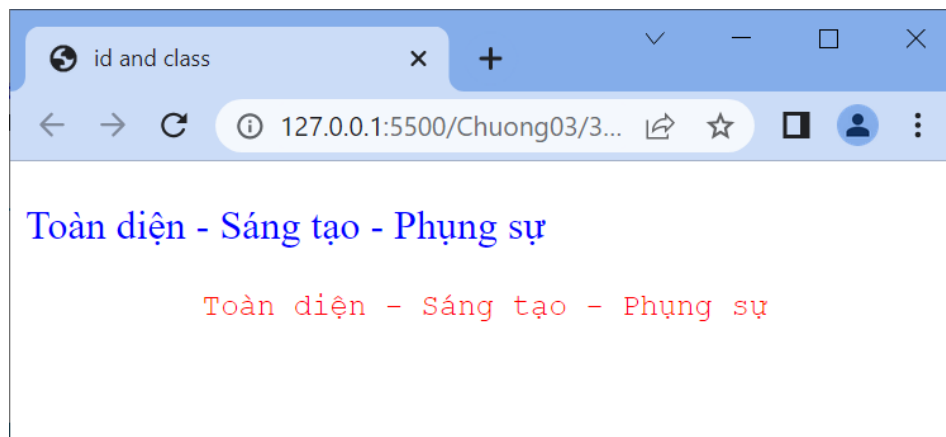 id and class
127.0.0.1:5500/Chuong03/3...
Toàn diện - Sáng tạo - Phụng sự
Toàn diện - Sáng tạo - Phụng sự